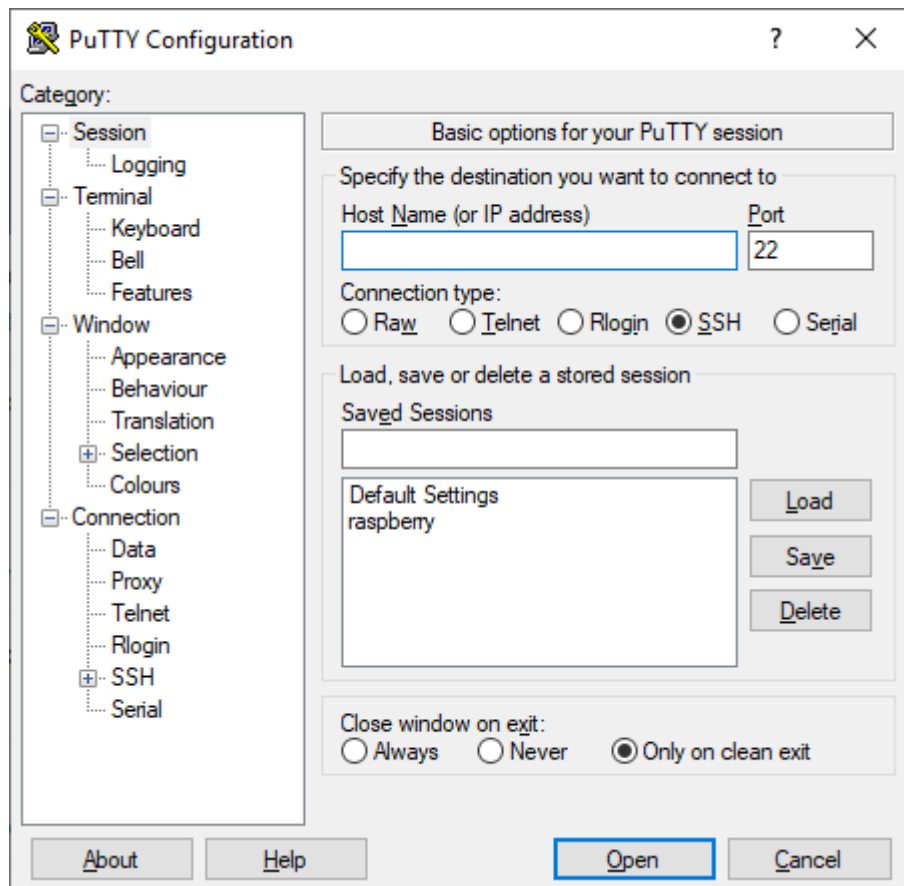 PuTTY Configuration
?
Category:
Session
Logging
Terminal
Keyboard
Bell
Features
Window
Appearance
Behaviour
Translation
Selection
Colours
Connection
Data
Proxy
Telnet
Rlogin
SSH
Serial
Basic options for your PuTTY session
Specify the destination you want to connect to
Host Name (or IP address) Port
22
Connection type:
Raw Telnet Rlogin SSH Serial
Load, save or delete a stored session
Saved Sessions
Default Settings
raspberry
Load
Save
Delete
Close window on exit:
Always Never Only on clean exit
About Help Open Cancel